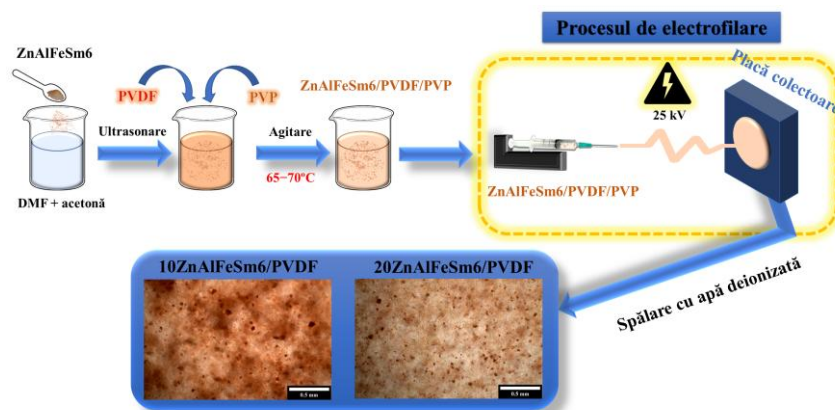 Procesul de electrofilare
ZnAlFeSm6
PVDF
PVP
ZnAlFeSm6/PVDF/PVP
Placă colectoare
25 kV
Ultrasonare
Agitare
65−70°C
DMF + acetonă
ZnAlFeSm6/PVDF/PVP
10ZnAlFeSm6/PVDF
20ZnAlFeSm6/PVDF
Spălare cu apă deionizată
0.5 mm
0.5 mm